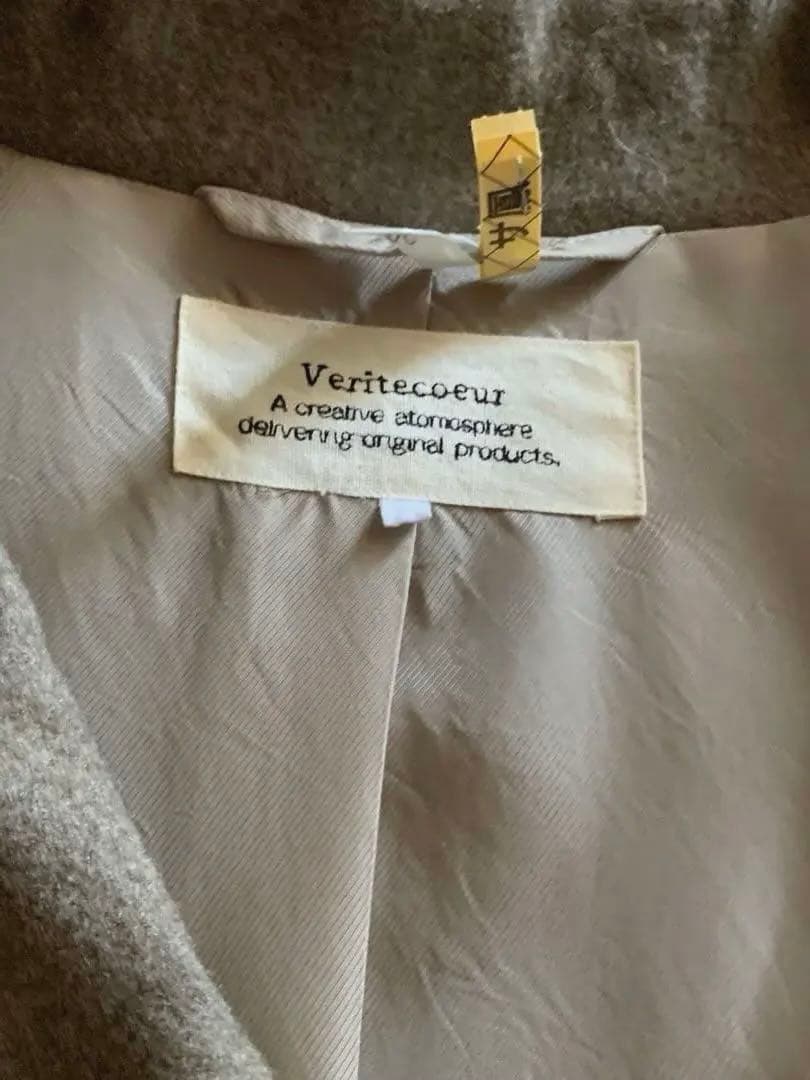 Veritecoeur
A creative atomosphere
delivering original products.